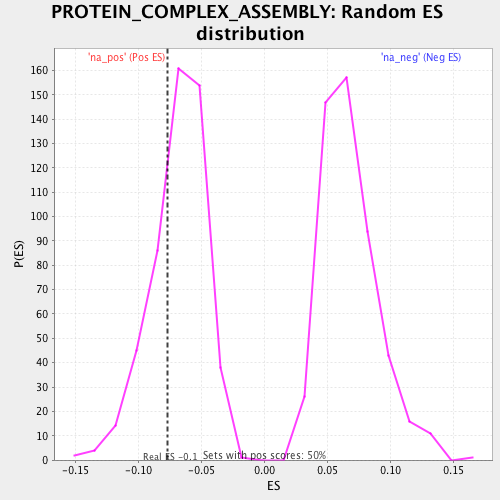 PROTEIN_COMPLEX_ASSEMBLY: Random ES
distribution
'na_pos' (Pos ES)
'na_neg' (Neg ES)
160
150
140
130
120
110
100
90
80
70
60
50
40
30
20
10
0
P(ES)
Real ES -0.1
Sets with pos scores: 50%
-0.15 -0.10 -0.05 0.00 0.05 0.10 0.15
ES